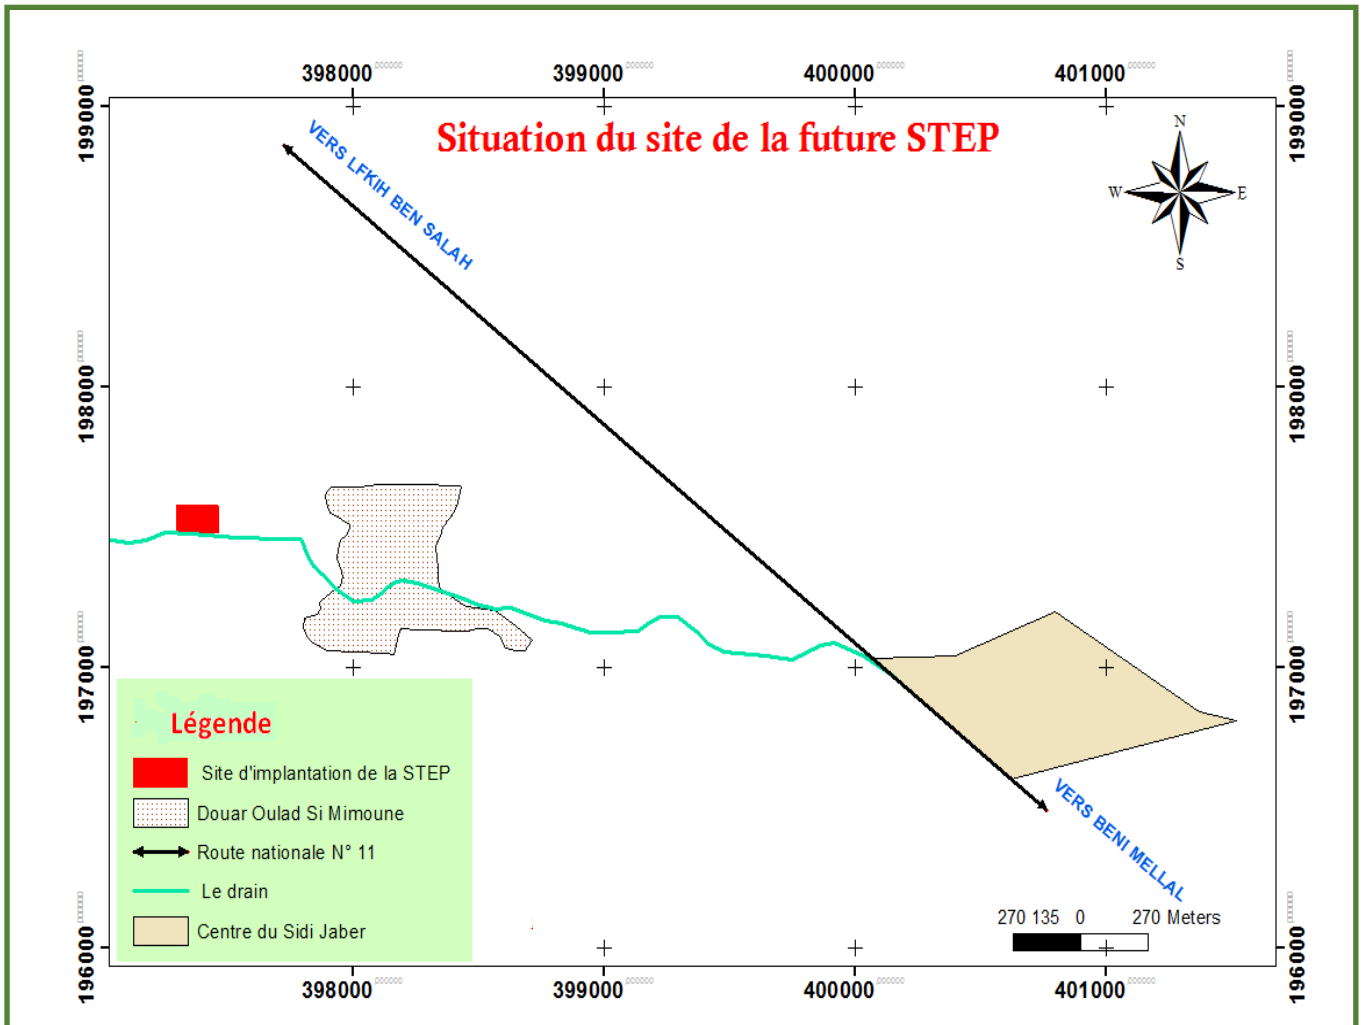 398000 399000 400000 401000
199000 199000
Situation du site de la future STEP
N
W E
S
VERS LFKIH BEN SALAH
198000 198000
197000 197000
Légende
Site d'implantation de la STEP
Douar Oulad Si Mimoune
Route nationale N° 11
Le drain
Centre du Sidi Jaber
VERS BENI MELLAL
270 135 0 270 Meters
196000 196000
398000 399000 400000 401000